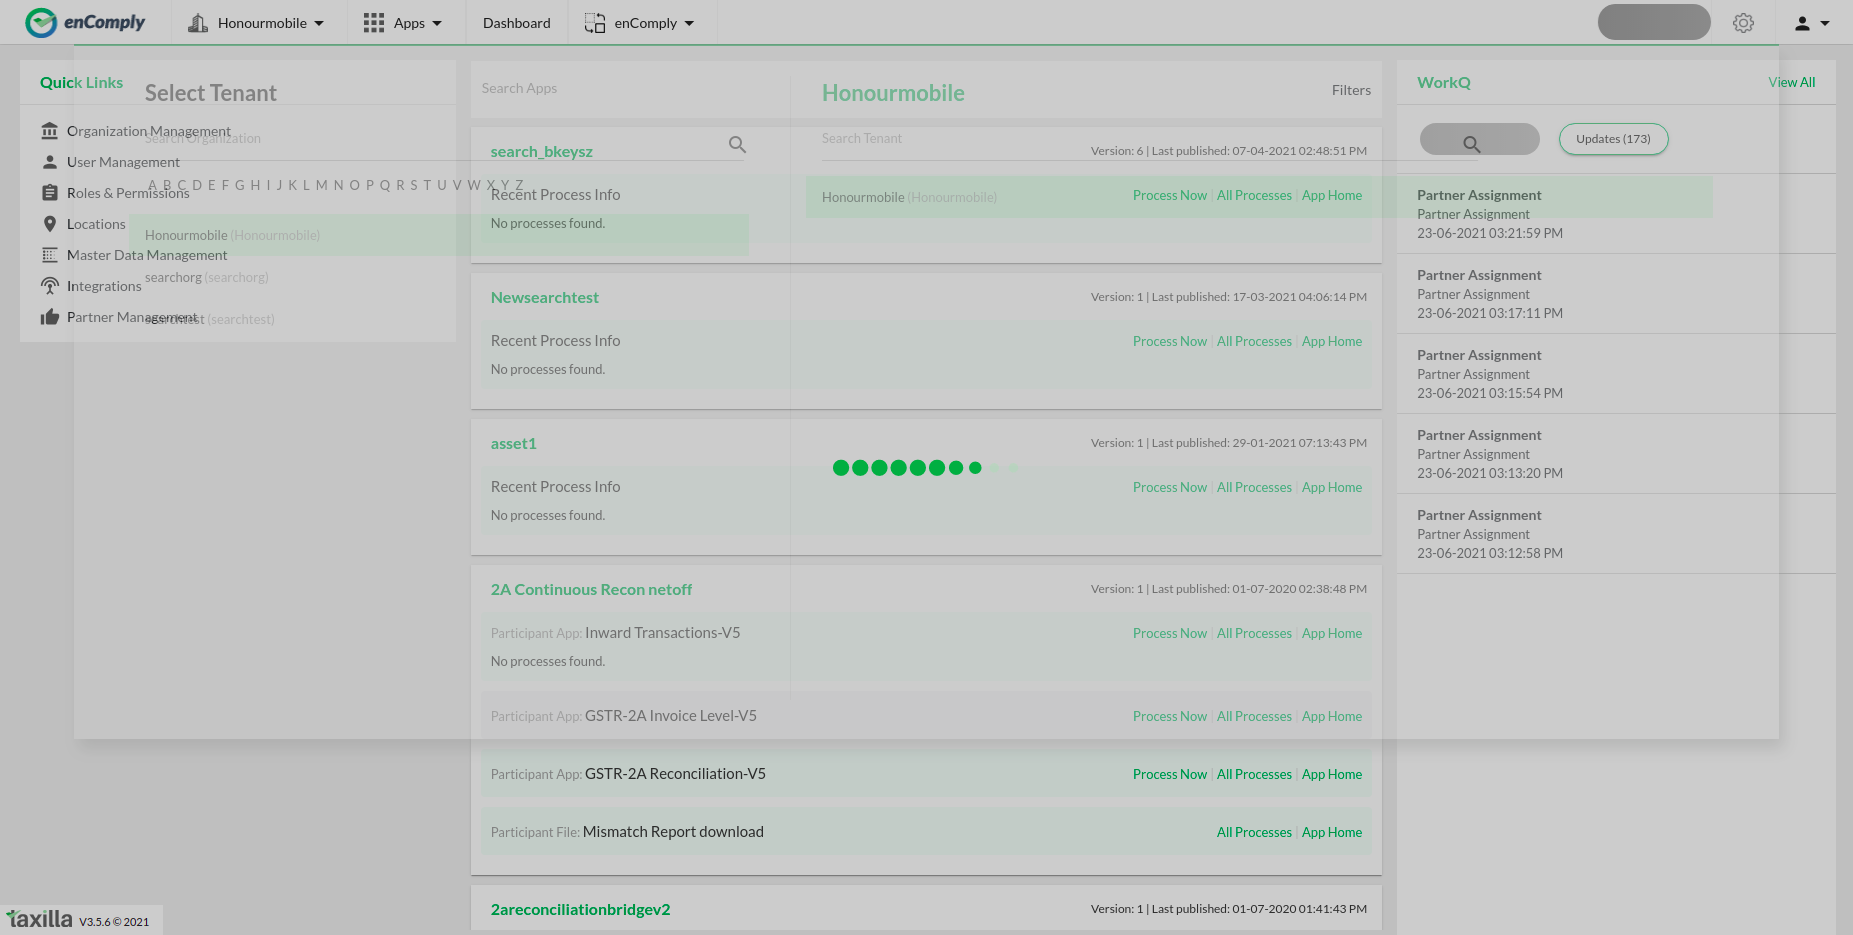 enComply
Honourmobile
Apps
Dashboard
enComply
Quick Links
Organization Management
User Management
Roles & Permissions
Locations
Master Data Management
Integrations
Partner Management
Select Tenant
Search Organization
A B C D E F G H I J K L M N O P Q R S T U V W X Y Z
Honourmobile (Honourmobile)
searchorg (searchorg)
searchtest (searchtest)
Honourmobile
Search Tenant
Honourmobile (Honourmobile)
Search Apps
Filters
search_bkeysz
Version: 6 | Last published: 07-04-2021 02:48:51 PM
Recent Process Info
Process Now | All Processes | App Home
No processes found.
Newsearchtest
Version: 1 | Last published: 17-03-2021 04:06:14 PM
Recent Process Info
Process Now | All Processes | App Home
No processes found.
asset1
Version: 1 | Last published: 29-01-2021 07:13:43 PM
Recent Process Info
Process Now | All Processes | App Home
No processes found.
2A Continuous Recon netoff
Version: 1 | Last published: 01-07-2020 02:38:48 PM
Participant App: Inward Transactions-V5
Process Now | All Processes | App Home
No processes found.
Participant App: GSTR-2A Invoice Level-V5
Process Now | All Processes | App Home
Participant App: GSTR-2A Reconciliation-V5
Process Now | All Processes | App Home
Participant File: Mismatch Report download
All Processes | App Home
2areconciliationbridgev2
Version: 1 | Last published: 01-07-2020 01:41:43 PM
WorkQ
View All
Updates (173)
Partner Assignment
Partner Assignment
23-06-2021 03:21:59 PM
Partner Assignment
Partner Assignment
23-06-2021 03:17:11 PM
Partner Assignment
Partner Assignment
23-06-2021 03:15:54 PM
Partner Assignment
Partner Assignment
23-06-2021 03:13:20 PM
Partner Assignment
Partner Assignment
23-06-2021 03:12:58 PM
taxilla V3.5.6 © 2021